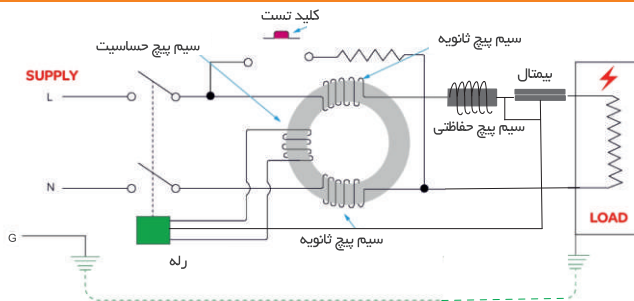 کلید تست
سیم پیچ حساسیت
سیم پیچ ثانویه
بیمتال
SUPPLY
L
سیم پیچ حفاظتی
N
LOAD
G
سیم پیچ ثانویه
رله